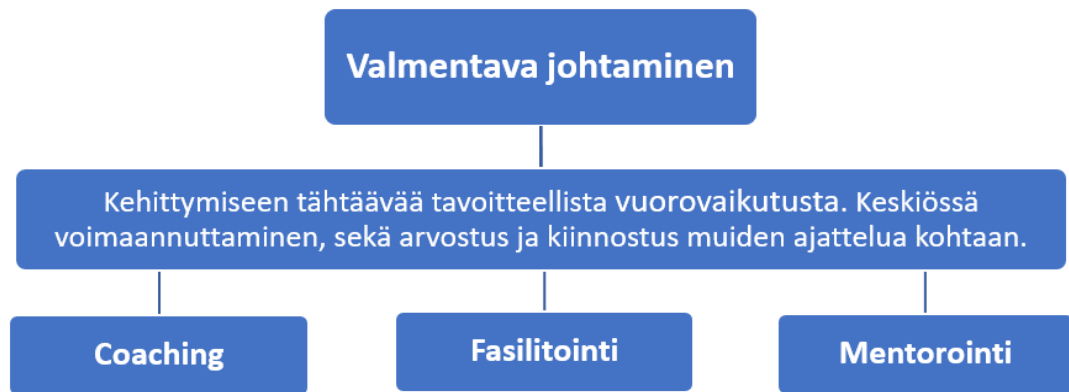 Valmentava johtaminen
Kehittymiseen tähtäävää tavoitteellista vuorovaikutusta. Keskiössä
voimaannuttaminen, sekä arvostus ja kiinnostus muiden ajattelua kohtaan.
Coaching
Fasilitointi
Mentorointi